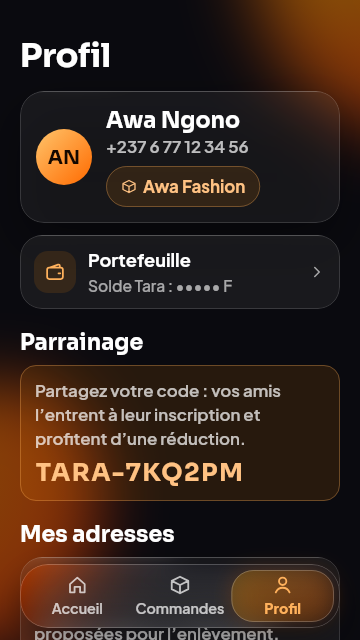 Profil
AN
Awa Ngono
+237 6 77 12 34 56
Awa Fashion
Portefeuille
Solde Tara : ••••• F
Parrainage
Partagez votre code : vos amis
l’entrent à leur inscription et
profitent d’une réduction.
TARA-7KQ2PM
Mes adresses
Accueil
Commandes
Profil
proposées pour l’enlèvement.